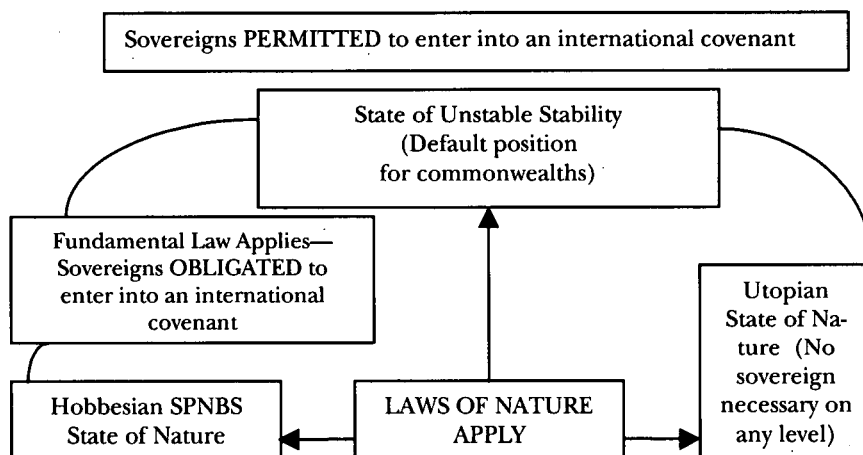 Sovereigns PERMITTED to enter into an international covenant
State of Unstable Stability
(Default position
for commonwealths)
Fundamental Law Applies—
Sovereigns OBLIGATED to
enter into an international
covenant
Utopian
State of Na-
ture (No
sovereign
necessary on
any level)
Hobbesian SPNBS
State of Nature
LAWS OF NATURE
APPLY